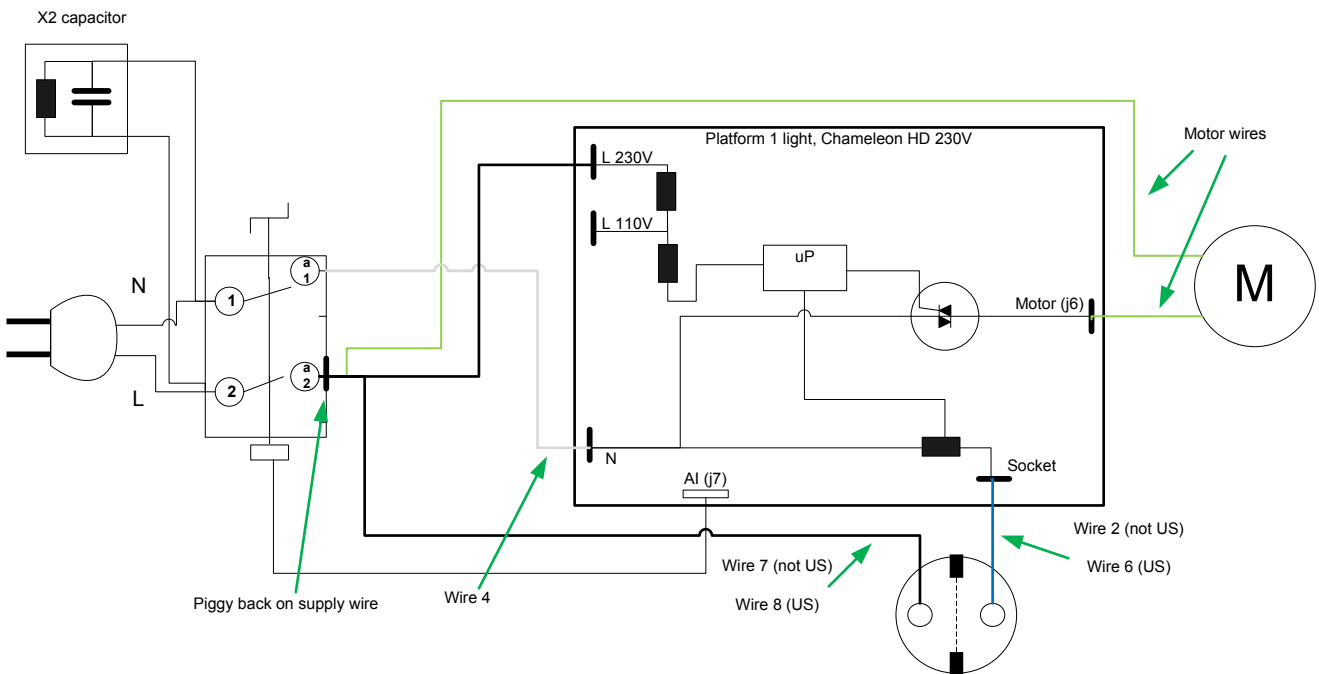 X2 capacitor
Platform 1 light, Chameleon HD 230V
Motor wires
L 230V
L 110V
uP
a
1
N
1
Motor (j6)
M
a
2
2
L
N
Socket
AI (j7)
Wire 2 (not US)
Wire 7 (not US)
Wire 6 (US)
Piggy back on supply wire
Wire 4
Wire 8 (US)